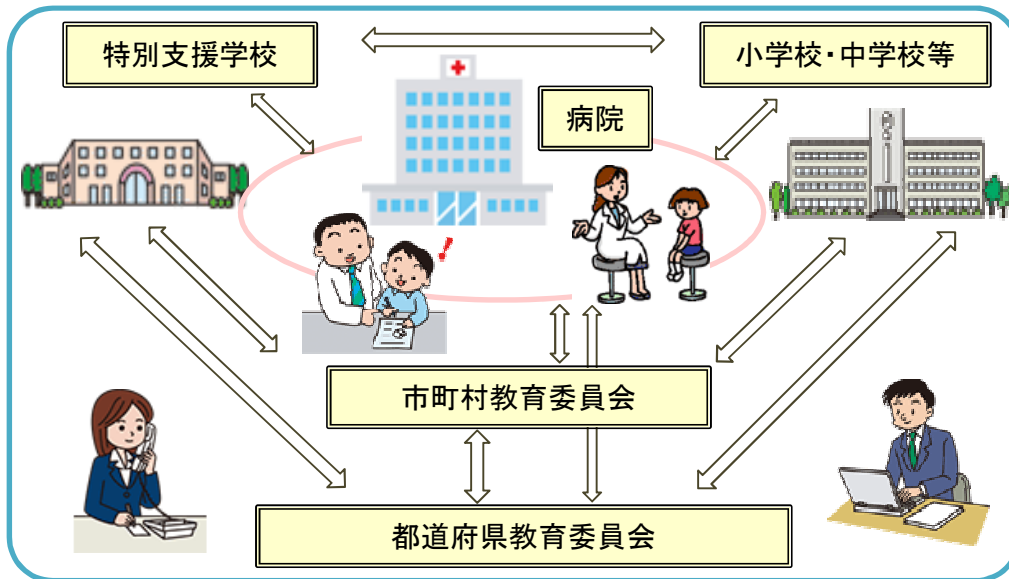 特別支援学校
小学校・中学校等
病院
市町村教育委員会
都道府県教育委員会